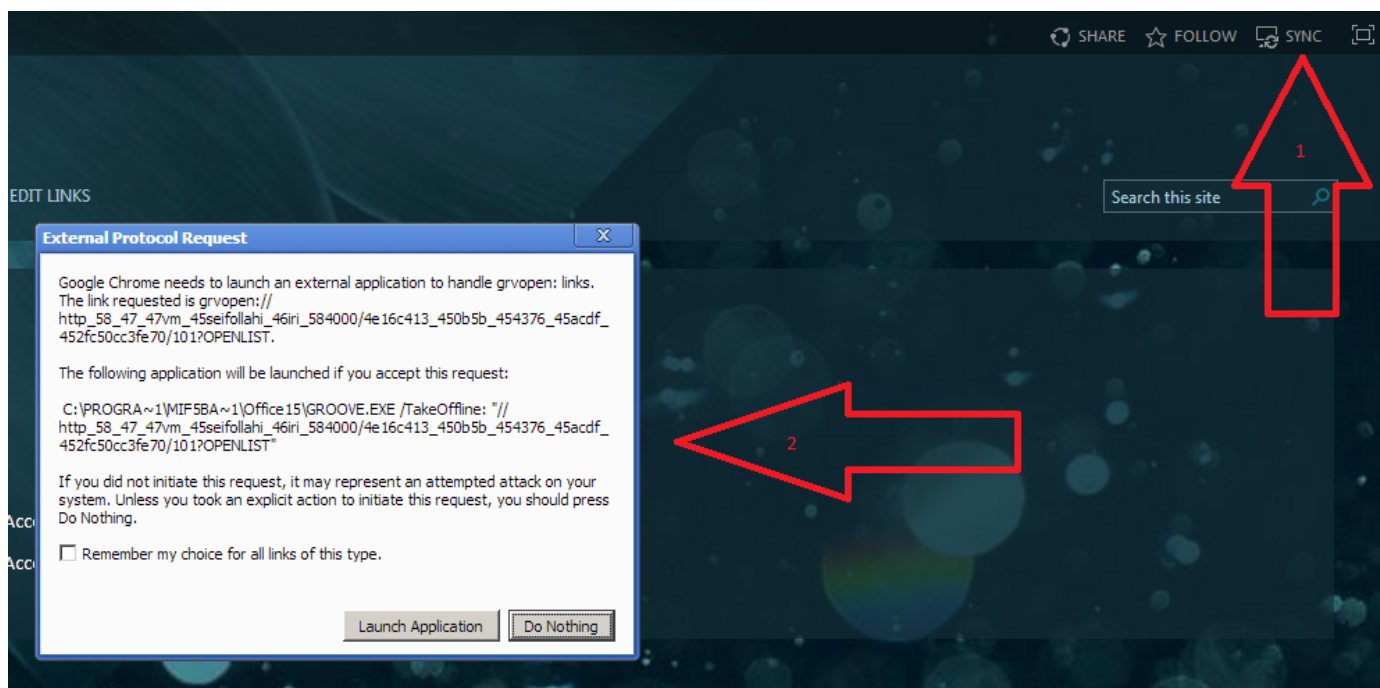 SHARE FOLLOW SYNC
1
EDIT LINKS
Search this site
External Protocol Request
X
Google Chrome needs to launch an external application to handle grvopen: links.
The link requested is grvopen://
http_58_47_47vm_45seifollahi_46iri_584000/4e16c413_450b5b_454376_45acdf_
452fc50cc3fe70/101?OPENLIST.
The following application will be launched if you accept this request:
C:\PROGRA~1\MIF5BA~1\Office15\GROOVE.EXE /TakeOffline: "//
http_58_47_47vm_45seifollahi_46iri_584000/4e16c413_450b5b_454376_45acdf_
452fc50cc3fe70/101?OPENLIST"
2
If you did not initiate this request, it may represent an attempted attack on your
system. Unless you took an explicit action to initiate this request, you should press
Do Nothing.
Acc
Remember my choice for all links of this type.
Acc
Launch Application Do Nothing